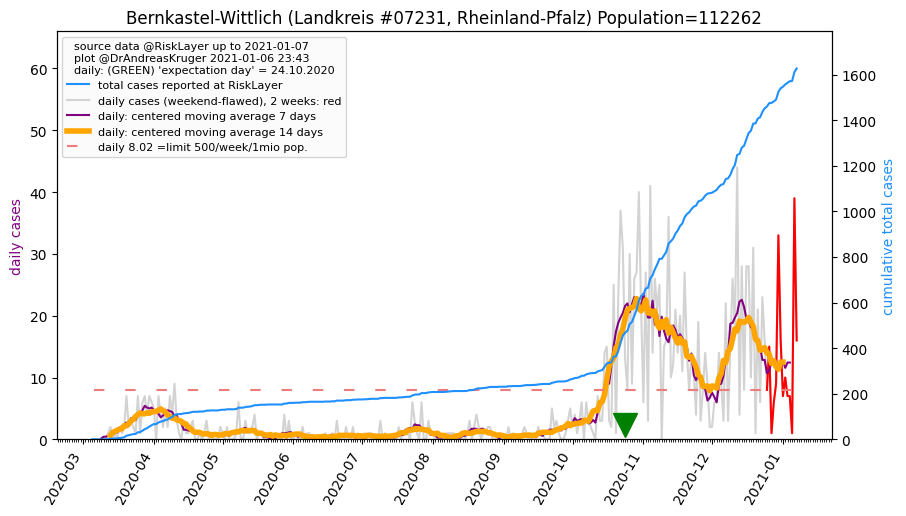 Bernkastel-Wittlich (Landkreis #07231, Rheinland-Pfalz) Population=112262
source data @RiskLayer up to 2021-01-07
plot @DrAndreasKruger 2021-01-06 23:43
daily: (GREEN) 'expectation day' = 24.10.2020
total cases reported at RiskLayer
daily cases (weekend-flawed), 2 weeks: red
daily: centered moving average 7 days
daily: centered moving average 14 days
daily 8.02 =limit 500/week/1mio pop.
daily cases
60
50
40
30
20
10
0
cumulative total cases
1600
1400
1200
1000
800
600
400
200
0
2020-03
2020-04
2020-05
2020-06
2020-07
2020-08
2020-09
2020-10
2020-11
2020-12
2021-01